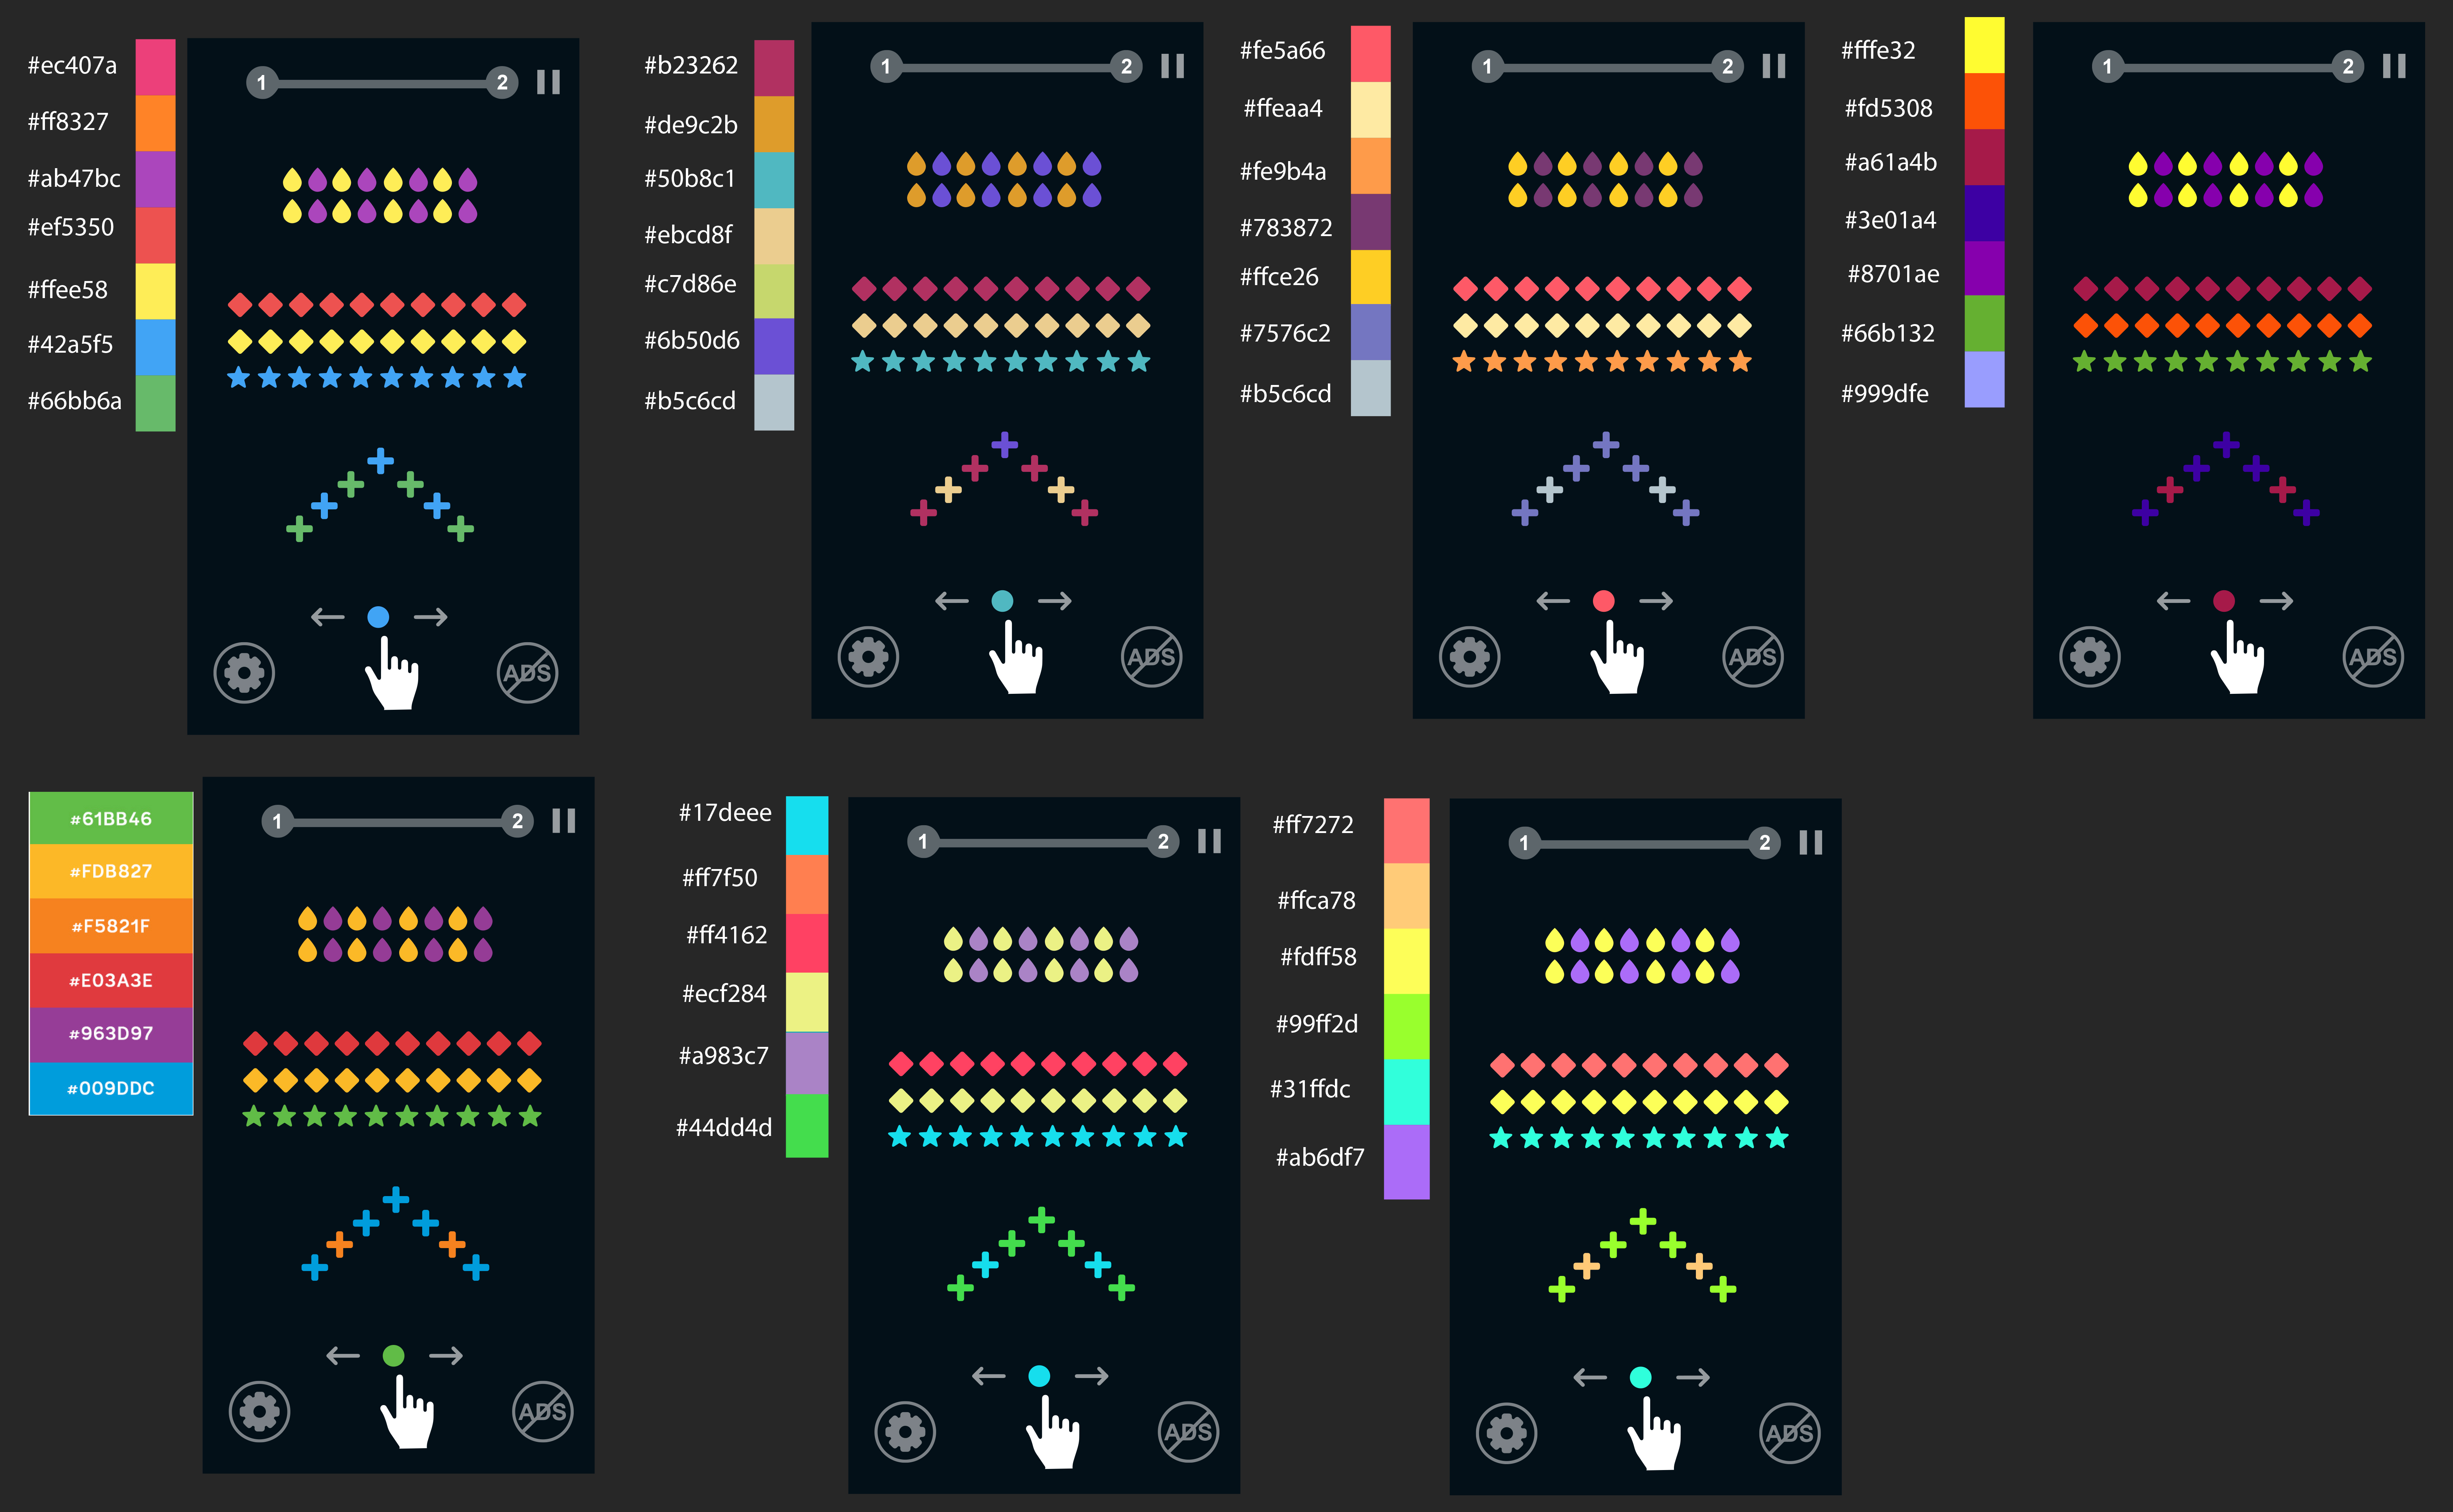 #ec407a
#ff8327
#ab47bc
#ef5350
#ffee58
#42a5f5
#66bb6a
1 2
ADS
#b23262
#de9c2b
#50b8c1
#ebcd8f
#c7d86e
#6b50d6
#b5c6cd
1 2
ADS
#fe5a66
#ffeaa4
#fe9b4a
#783872
#ffce26
#7576c2
#b5c6cd
1 2
ADS
#fffe32
#fd5308
#a61a4b
#3e01a4
#8701ae
#66b132
#999dfe
1 2
ADS
#61BB46
#FDB827
#F5821F
#E03A3E
#963D97
#009DDC
1 2
ADS
#17deee
#ff7f50
#ff4162
#ecf284
#a983c7
#44dd4d
1 2
ADS
#ff7272
#ffca78
#fdff58
#99ff2d
#31ffdc
#ab6df7
1 2
ADS